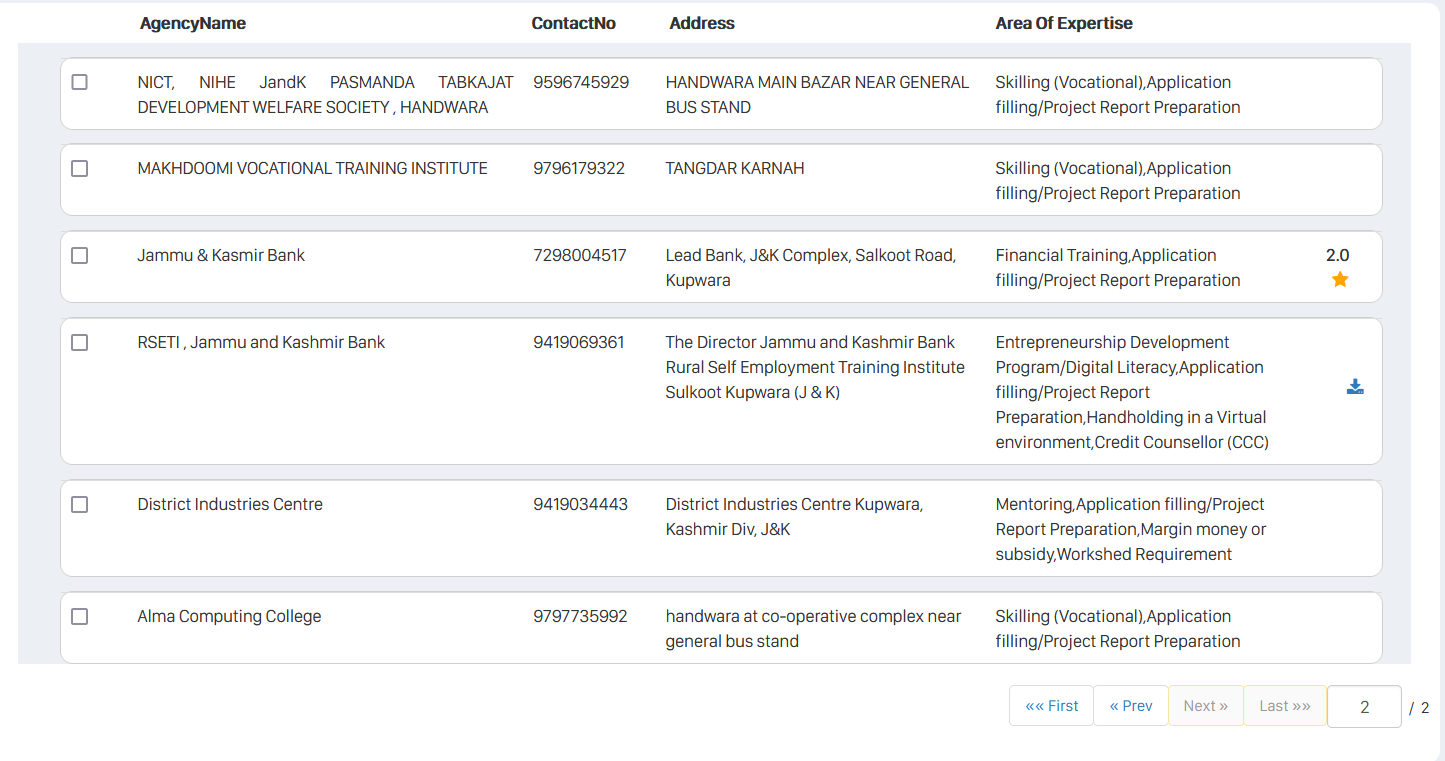 AgencyName ContactNo Address Area Of Expertise
NICT, NIHE JandK PASMANDA TABKAJAT 9596745929 HANDWARA MAIN BAZAR NEAR GENERAL Skilling (Vocational),Application
DEVELOPMENT WELFARE SOCIETY , HANDWARA BUS STAND filling/Project Report Preparation
MAKHDOOMI VOCATIONAL TRAINING INSTITUTE 9796179322 TANGDAR KARNAH Skilling (Vocational),Application
filling/Project Report Preparation
Jammu & Kasmir Bank 7298004517 Lead Bank, J&K Complex, Salkoot Road, Financial Training,Application 2.0
Kupwara filling/Project Report Preparation
RSETI , Jammu and Kashmir Bank 9419069361 The Director Jammu and Kashmir Bank Entrepreneurship Development
Rural Self Employment Training Institute Program/Digital Literacy,Application
Sulkoot Kupwara (J & K) filling/Project Report
Preparation,Handholding in a Virtual
environment,Credit Counsellor (CCC)
District Industries Centre 9419034443 District Industries Centre Kupwara, Mentoring,Application filling/Project
Kashmir Div, J&K Report Preparation,Margin money or
subsidy,Workshed Requirement
Alma Computing College 9797735992 handwara at co-operative complex near Skilling (Vocational),Application
general bus stand filling/Project Report Preparation
«« First « Prev Next » Last »» 2 / 2